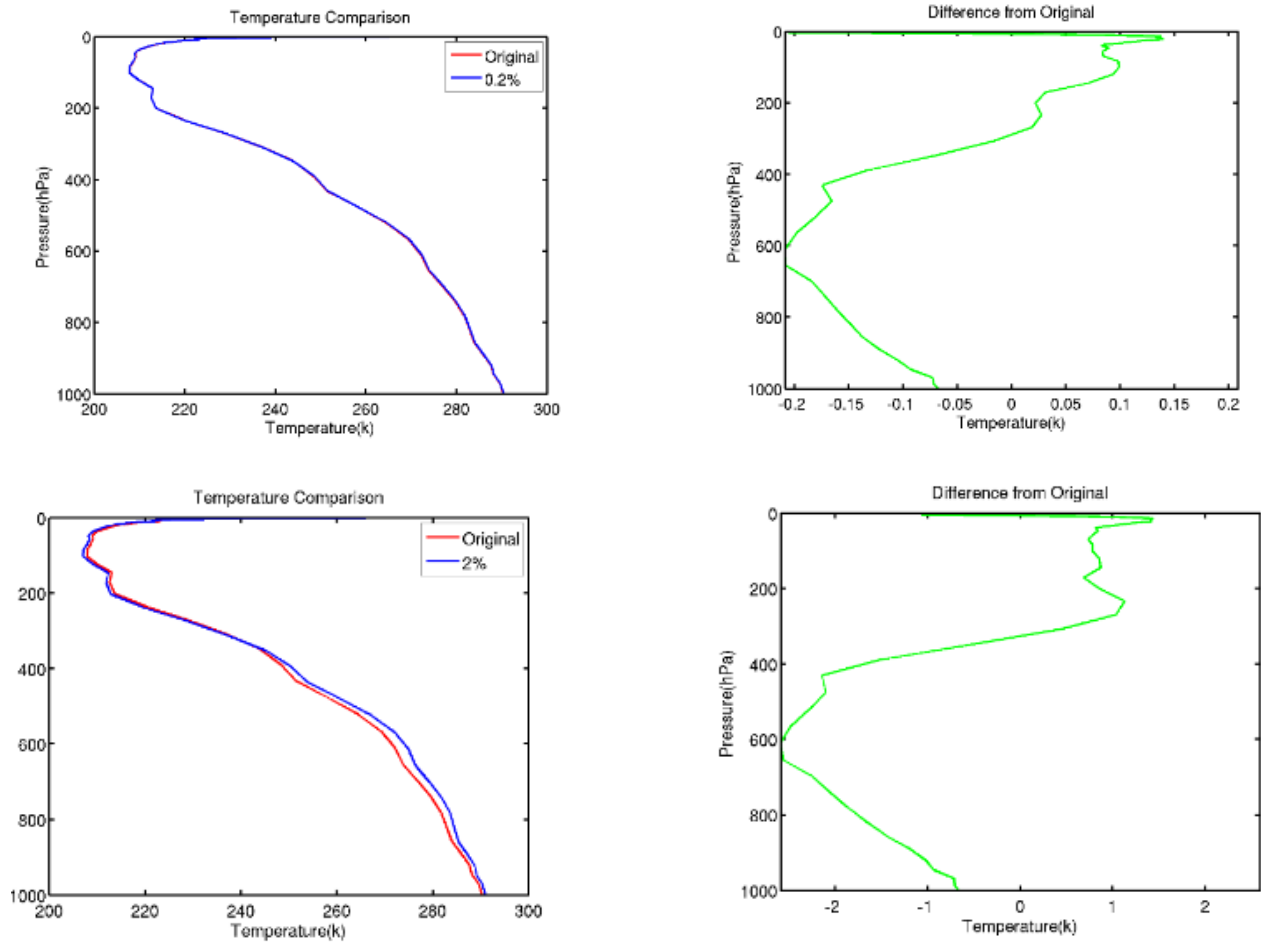 Temperature Comparison
0
200
400
600
800
1000
Pressure(hPa)
200 220 240 260 280 300
Temperature(k)
Original
0.2%
Difference from Original
0
200
400
600
800
1000
Pressure(hPa)
-0.2 -0.15 -0.1 -0.05 0 0.05 0.1 0.15 0.2
Temperature(k)
Temperature Comparison
0
200
400
600
800
1000
Pressure(hPa)
200 220 240 260 280 300
Temperature(k)
Original
2%
Difference from Original
0
200
400
600
800
1000
Pressure(hPa)
-2 -1 0 1 2
Temperature(k)